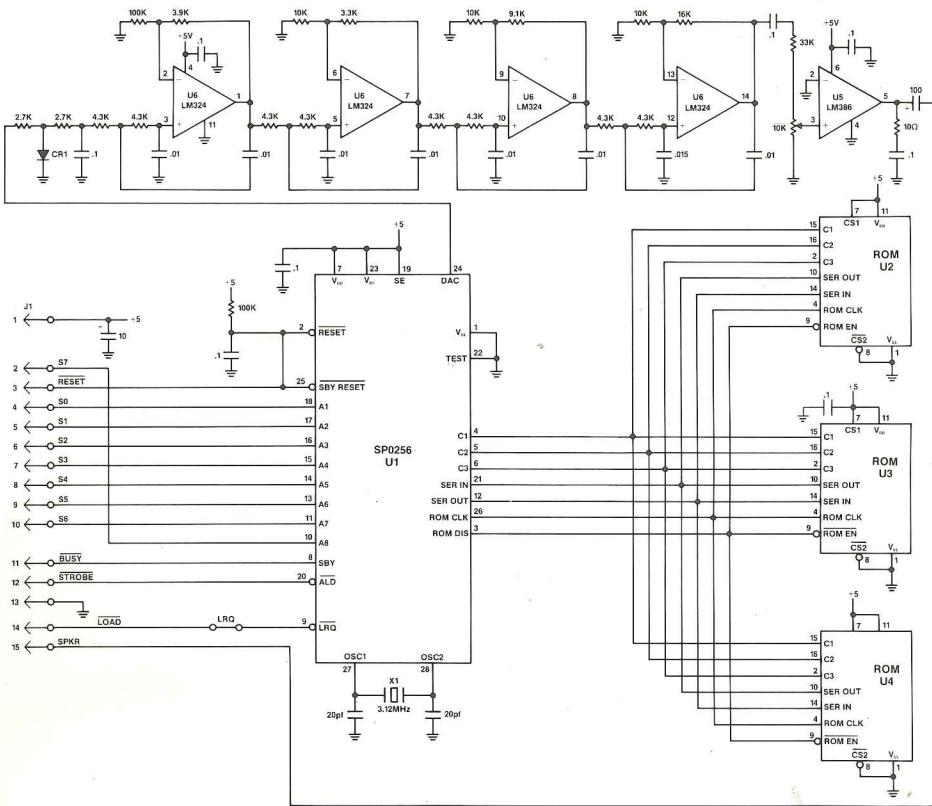 100K 3.9K 10K 3.3K 10K 9.1K 10K 16K
.1 33K
+5V .1 +5V .1
4 6
2 6 9 13 2
U6 LM324 1
U6 LM324 7
U6 LM324 8
U6 LM324 14
U5 LM386 5 100
3 11 5 10 12 3 4
2.7K 2.7K 4.3K 4.3K 4.3K 4.3K 4.3K 4.3K 4.3K 4.3K 10K 10Ω
CR1 .1 .01 .01 .01 .01 .01 .01 .015 .01 .1
+5
.1
7 23 19 24
VDD VD1 SE DAC
+5
100K
2 RESET
.1
25 SBY RESET
1 VSS
22 TEST
J1
1 +5
+ 10
2 S7
3 RESET
4 S0 18 A1
5 S1 17 A2
6 S2 16 A3
7 S3 15 A4
8 S4 14 A5
9 S5 13 A6
10 S6 11 A7
10 A8
11 BUSY 8 SBY
12 STROBE 20 ALD
13
14 LOAD LRQ 9 LRQ
15 SPKR
SP0256
U1
C1 4
C2 5
C3 6
SER IN 21
SER OUT 12
ROM CLK 26
ROM DIS 3
OSC1 OSC2
27 28
X1
3.12MHz
20pf 20pf
+5
7 11
CS1 VDD
15 C1
16 C2
2 C3
10 SER OUT
14 SER IN
4 ROM CLK
9 ROM EN
ROM
U2
CS2 VSS
8 1
+5
.1
7 11
CS1 VDD
15 C1
16 C2
2 C3
10 SER OUT
14 SER IN
4 ROM CLK
9 ROM EN
ROM
U3
CS2 VSS
8 1
+5
7 11
15 C1
16 C2
2 C3
10 SER OUT
14 SER IN
4 ROM CLK
9 ROM EN
ROM
U4
CS2 VSS
8 1